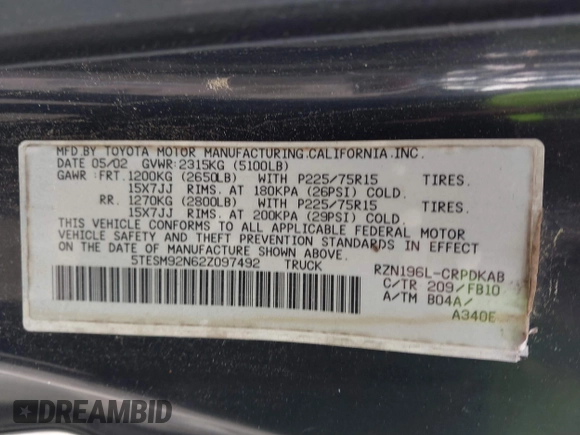 MFD BY TOYOTA MOTOR MANUFACTURING.CALIFORNIA.INC.
DATE 05/02 GVWR:2315KG (5100LB)
GAWR : FRT.1200KG (2650LB) WITH P225/75R15 TIRES.
15X7JJ RIMS. AT 180KPA (26PSI) COLD.
RR. 1270KG (2800LB) WITH P225/75R15 TIRES.
15X7JJ RIMS. AT 200KPA (29PSI) COLD.
THIS VEHICLE CONFORMS TO ALL APPLICABLE FEDERAL MOTOR
VEHICLE SAFETY AND THEFT PREVENTION STANDARDS IN EFFECT
ON THE DATE OF MANUFACTURE SHOWN ABOVE.
5TESM92N62Z097492 TRUCK
RZN196L-CRPDKAB
C/TR 209/FB10
A/TM B04A/
A340E
DREAMBID